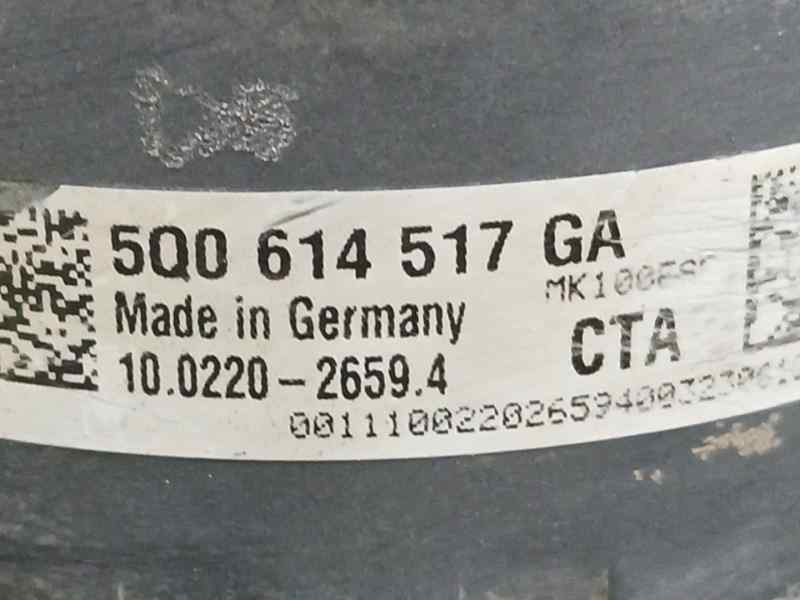 5Q0 614 517 GA
Made in Germany
CTA
10.0220-2659.4